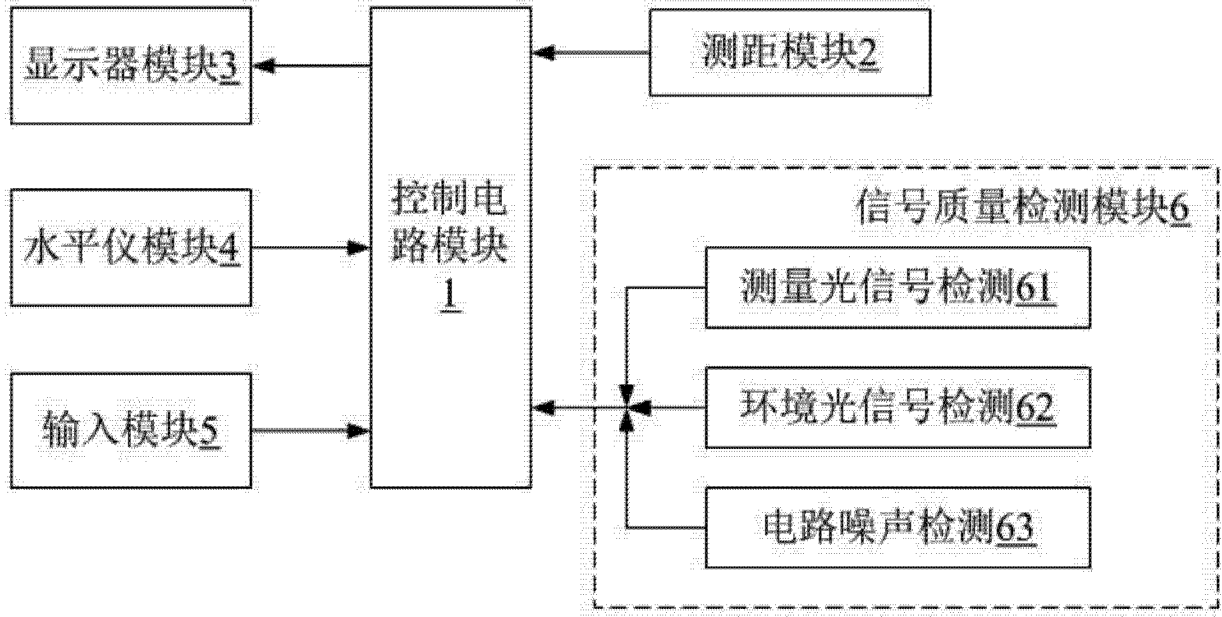 显示器模块3
测距模块2
控制电
路模块
1
水平仪模块4
输入模块5
信号质量检测模块6
测量光信号检测61
环境光信号检测62
电路噪声检测63